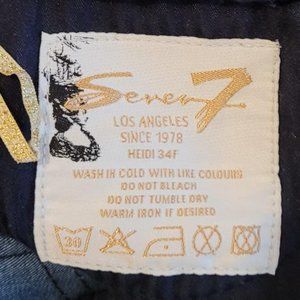 Seven7
LOS ANGELES
SINCE 1978
HEIDI 34F
WASH IN COLD WITH LIKE COLOURS
DO NOT BLEACH
DO NOT TUMBLE DRY
WARM IRON IF DESIRED
30